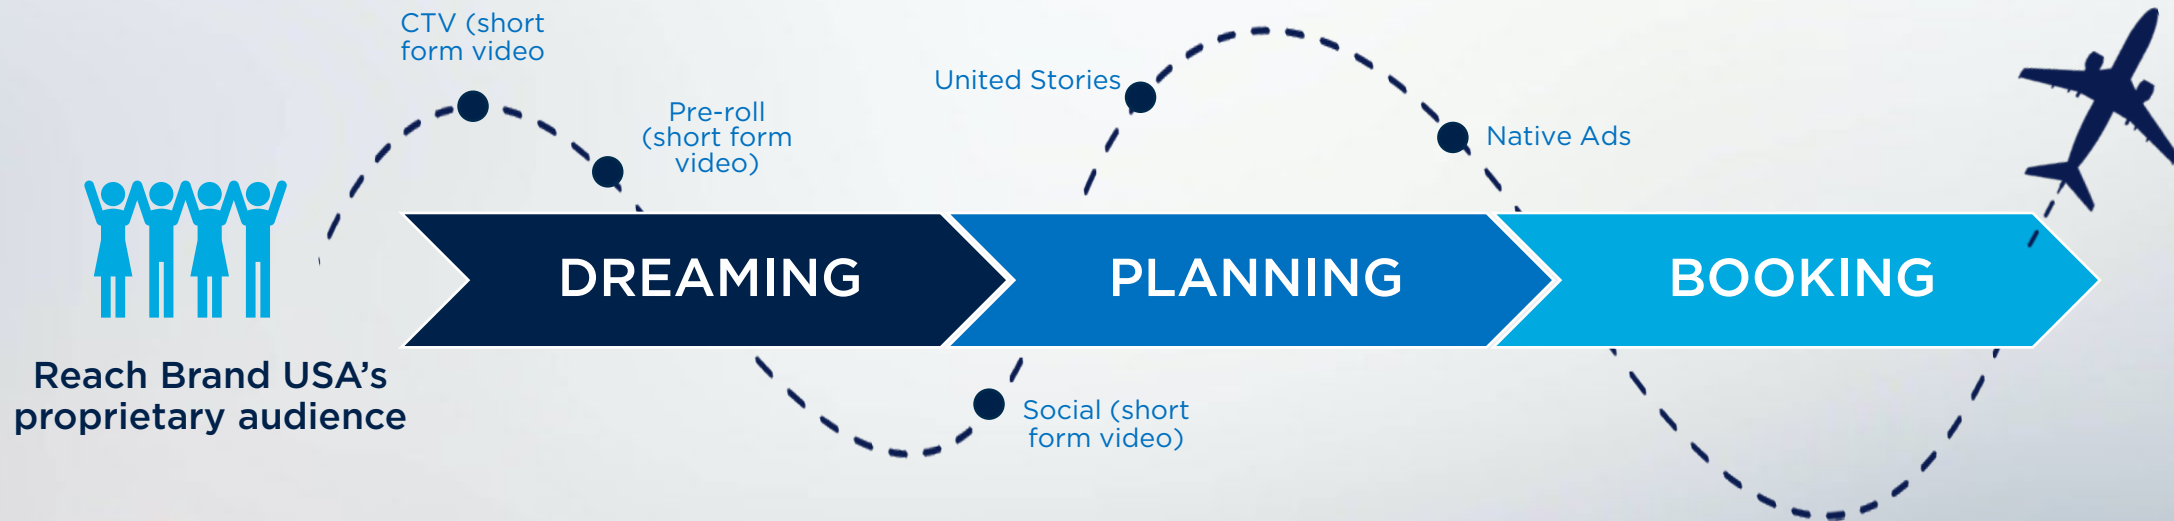 CTV (short
form video
Pre-roll
(short form
video)
United Stories
Native Ads
DREAMING
PLANNING
BOOKING
Reach Brand USA’s
proprietary audience
Social (short
form video)